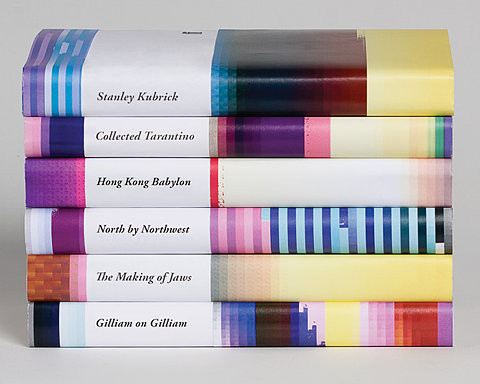 Stanley Kubrick
Collected Tarantino
Hong Kong Babylon
North by Northwest
The Making of Jaws
Gilliam on Gilliam